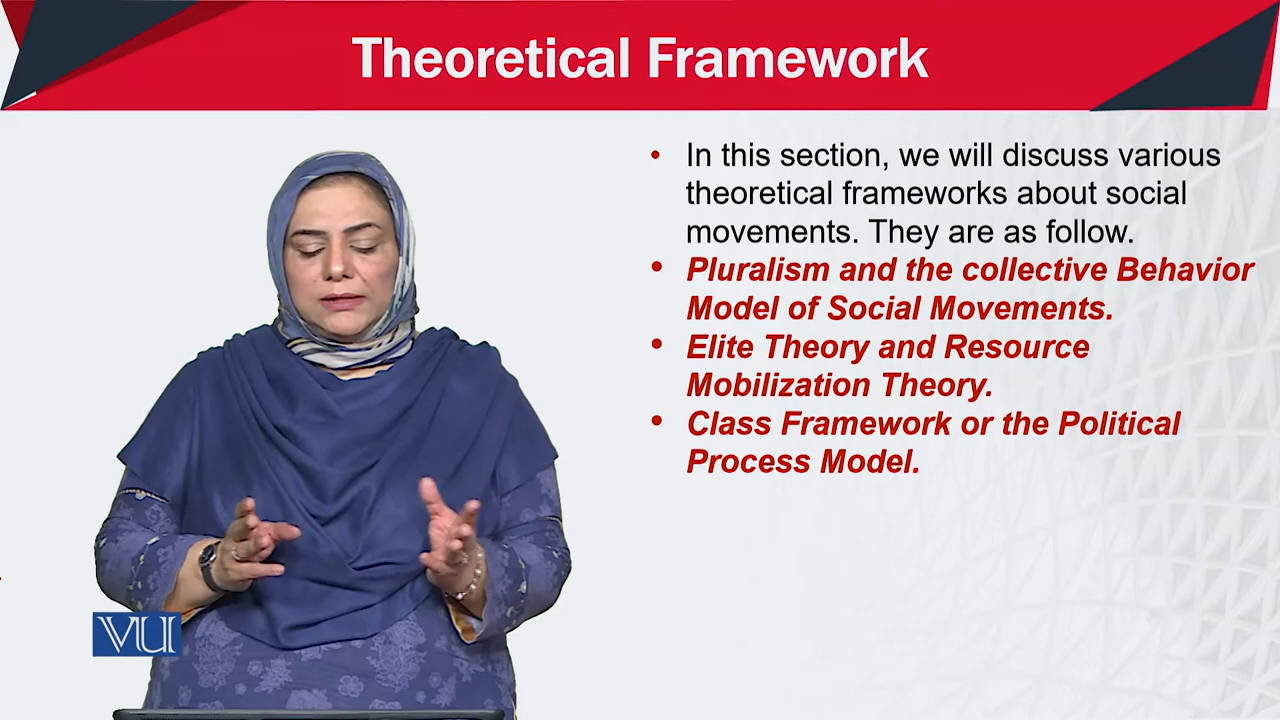 Theoretical Framework
• In this section, we will discuss various
theoretical frameworks about social
movements. They are as follow.
• Pluralism and the collective Behavior
Model of Social Movements.
• Elite Theory and Resource
Mobilization Theory.
• Class Framework or the Political
Process Model.
VU